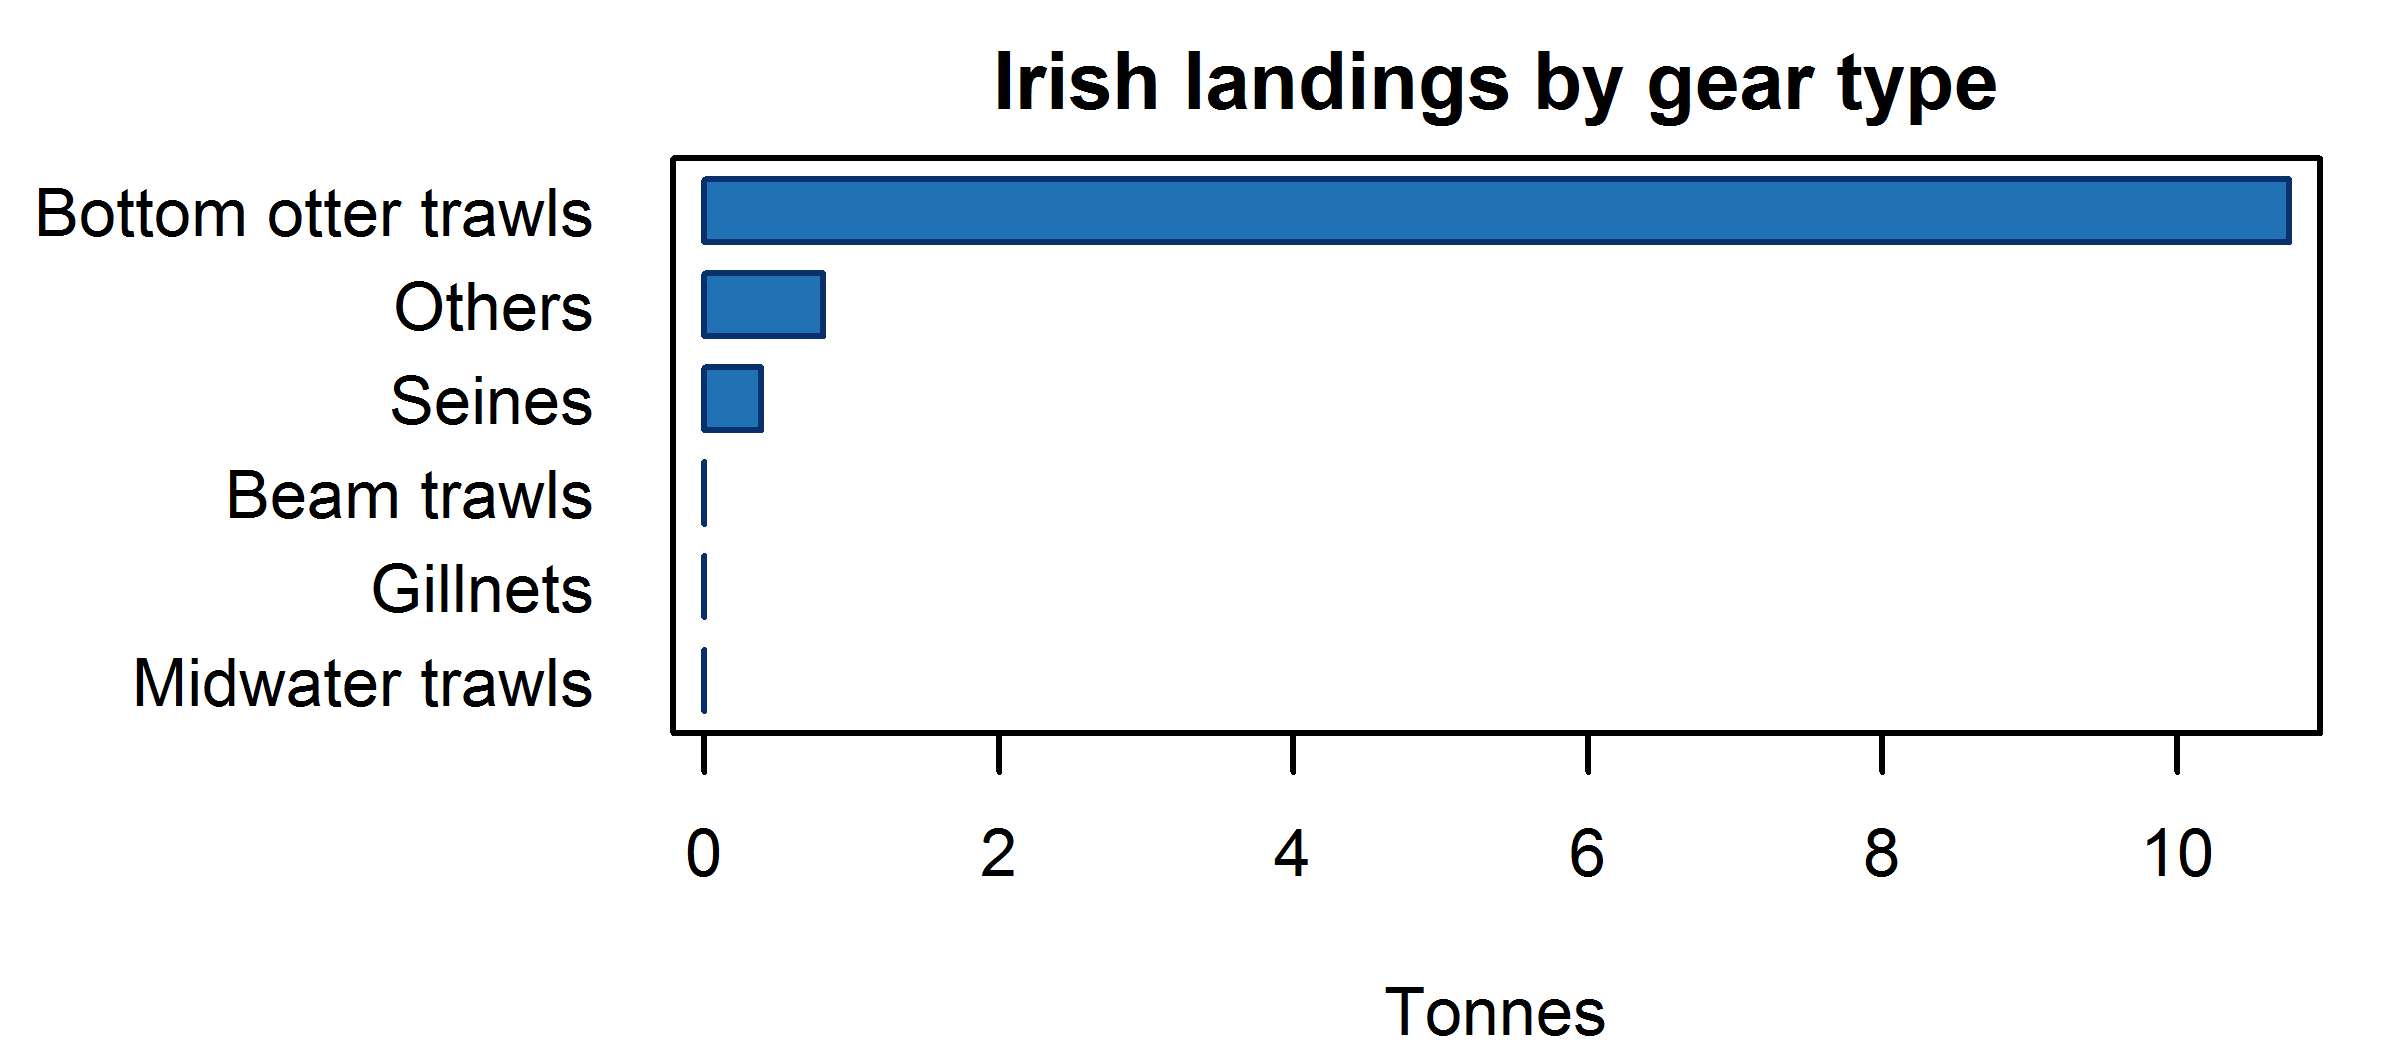 Irish landings by gear type
Bottom otter trawls
Others
Seines
Beam trawls
Gillnets
Midwater trawls
0 2 4 6 8 10
Tonnes